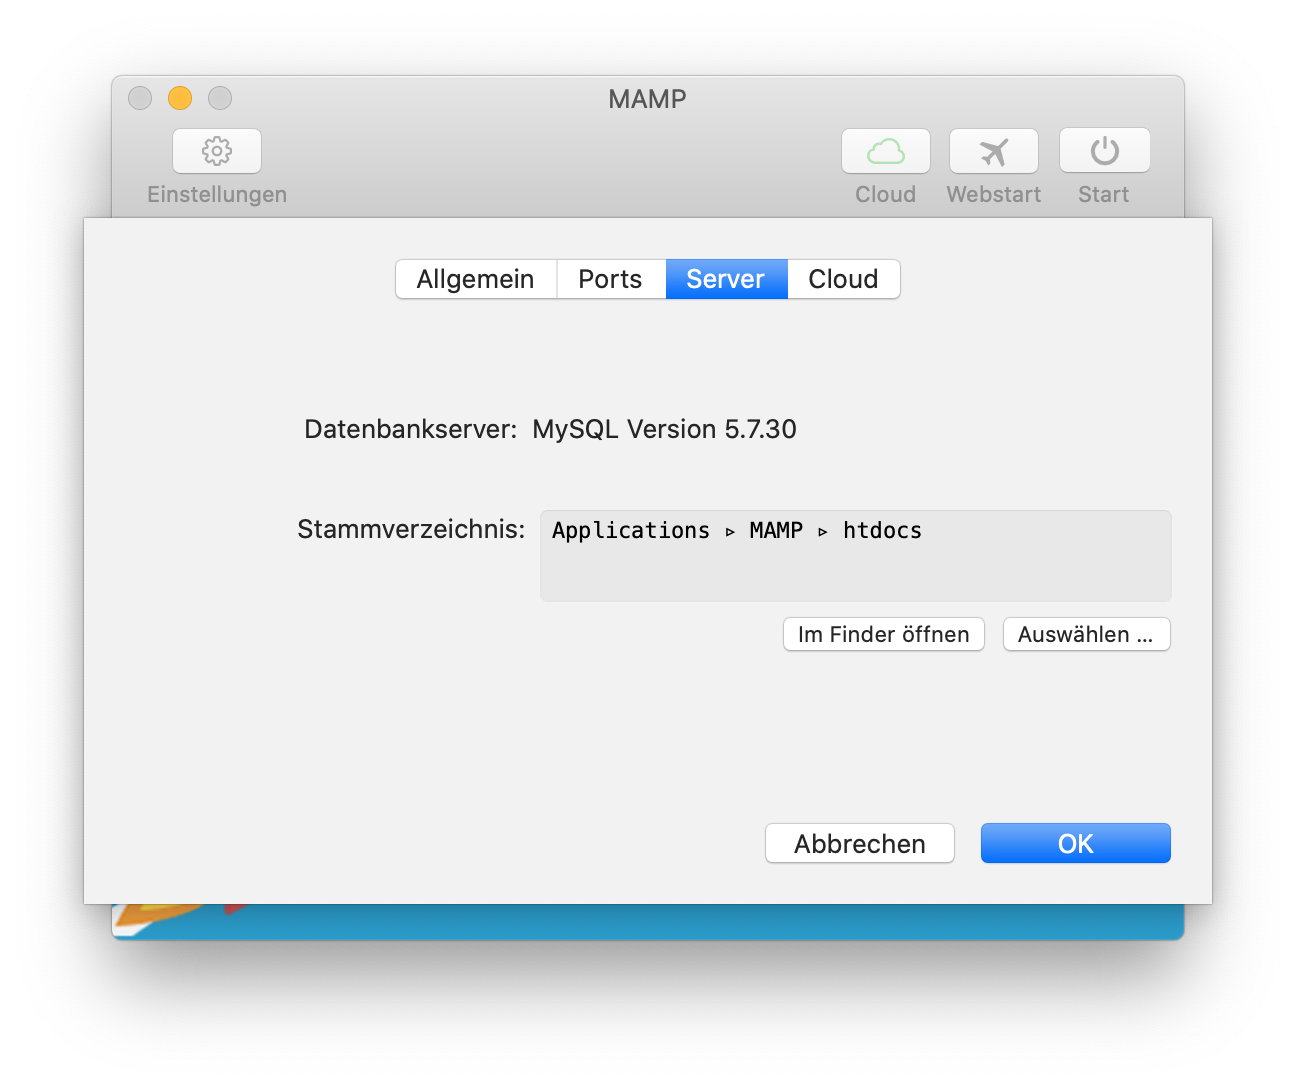 MAMP
Einstellungen
Cloud Webstart Start
Allgemein Ports Server Cloud
Datenbankserver: MySQL Version 5.7.30
Stammverzeichnis: Applications ▹ MAMP ▹ htdocs
Im Finder öffnen Auswählen ...
Abbrechen OK